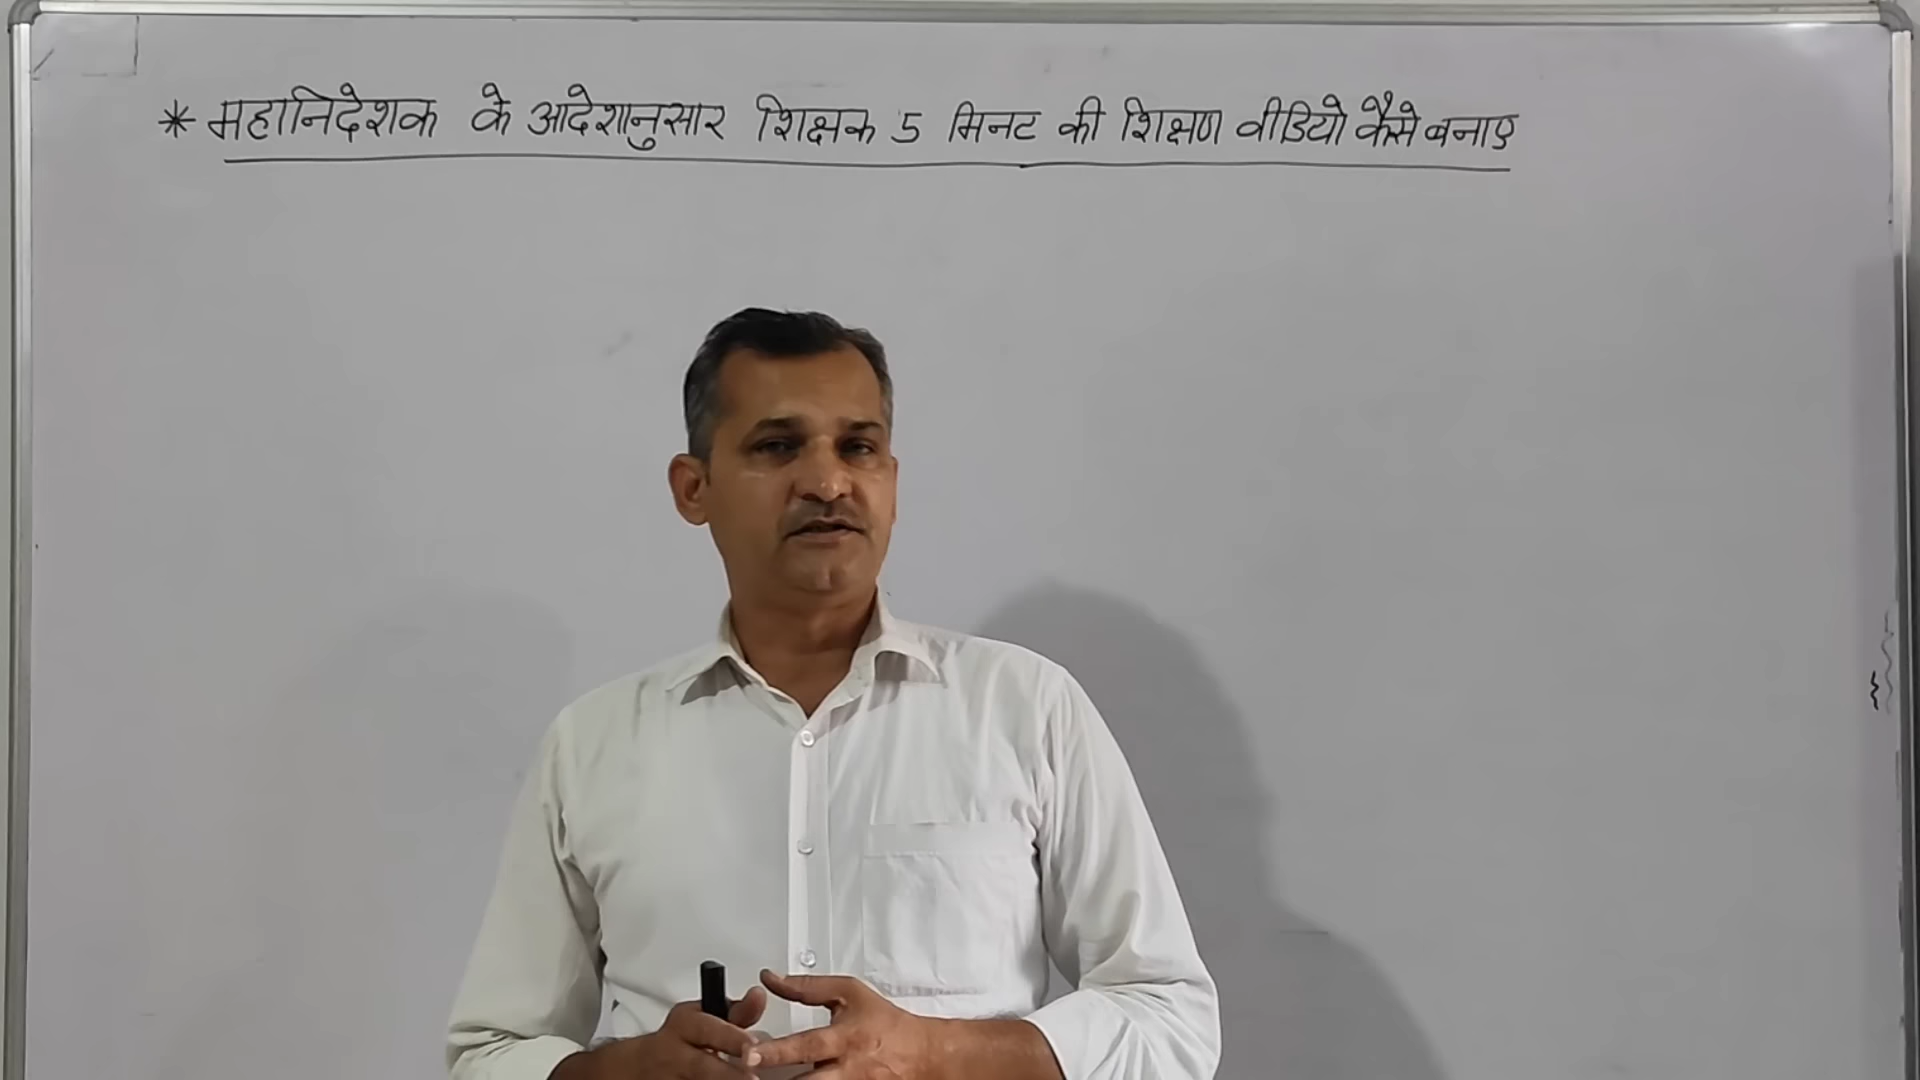 * महानिदेशक के आदेशानुसार शिक्षक 5 मिनट की शिक्षण वीडियो कैसे बनाए